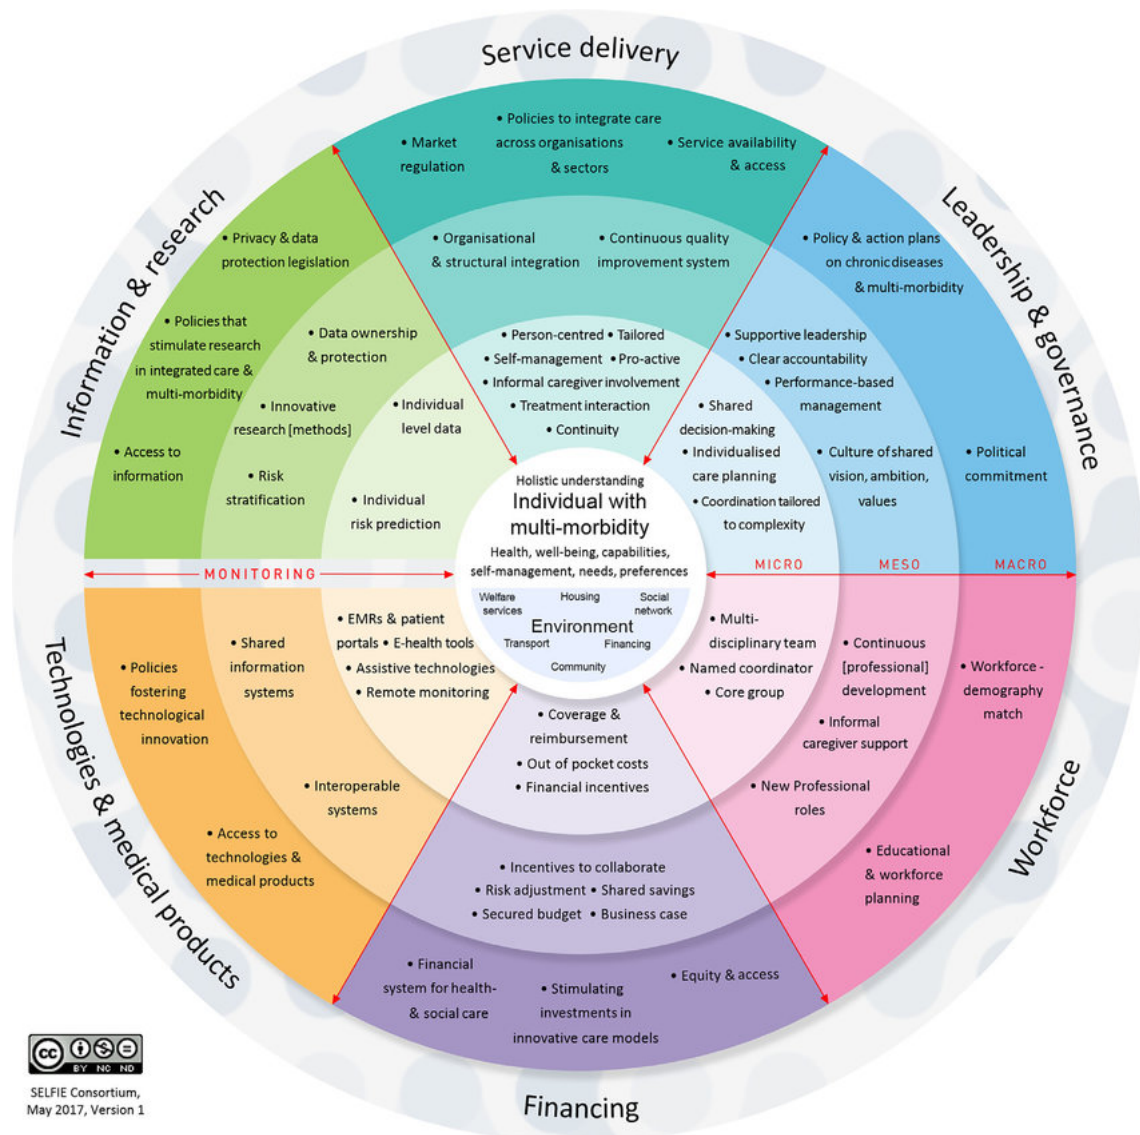 Service delivery
• Policies to integrate care
across organisations
& sectors
• Market
regulation
• Service availability
& access
• Organisational
& structural integration
• Continuous quality
improvement system
• Person-centred • Tailored
• Self-management • Pro-active
• Informal caregiver involvement
• Treatment interaction
• Continuity
Leadership & governance
• Policy & action plans
on chronic diseases
& multi-morbidity
• Political
commitment
• Supportive leadership
• Clear accountability
• Performance-based
management
• Culture of shared
vision, ambition,
values
• Shared
decision-making
• Individualised
care planning
• Coordination tailored
to complexity
Information & research
• Privacy & data
protection legislation
• Policies that
stimulate research
in integrated care &
multi-morbidity
• Access to
information
• Data ownership
& protection
• Innovative
research [methods]
• Risk
stratification
• Individual
level data
• Individual
risk prediction
Holistic understanding
Individual with
multi-morbidity
Health, well-being, capabilities,
self-management, needs, preferences
Welfare
services
Housing
Social
network
Environment
Transport
Financing
Community
MONITORING
MICRO
MESO
MACRO
Technologies & medical products
• EMRs & patient
portals • E-health tools
• Assistive technologies
• Remote monitoring
• Shared
information
systems
• Interoperable
systems
• Policies
fostering
technological
innovation
• Access to
technologies &
medical products
Workforce
• Multi-
disciplinary team
• Named coordinator
• Core group
• Continuous
[professional]
development
• Informal
caregiver support
• New Professional
roles
• Workforce -
demography
match
• Educational
& workforce
planning
• Coverage &
reimbursement
• Out of pocket costs
• Financial incentives
• Incentives to collaborate
• Risk adjustment • Shared savings
• Secured budget • Business case
• Financial
system for health-
& social care
• Stimulating
investments in
innovative care models
• Equity & access
Financing
cc
BY NC ND
SELFIE Consortium,
May 2017, Version 1